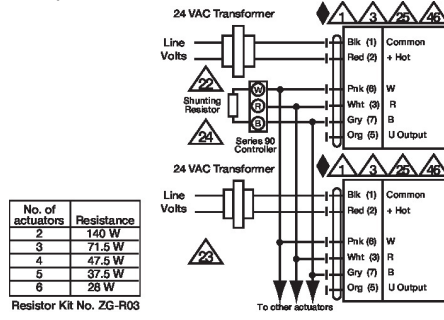 24 VAC Transformer
1 3 25 46
Line
Volts
Blk (1) Common
Red (2) + Hot
22
Shunting
Resistor
24
W
R
B
Series 90
Controller
Pnk (6) W
Wht (3) R
Gry (7) B
Org (5) U Output
24 VAC Transformer
1 3 25 46
Line
Volts
Blk (1) Common
Red (2) + Hot
23
Pnk (6) W
Wht (3) R
Gry (7) B
Org (5) U Output
To other actuators
No. of
actuators Resistance
2 140 W
3 71.5 W
4 47.5 W
5 37.5 W
6 28 W
Resistor Kit No. ZG-R03